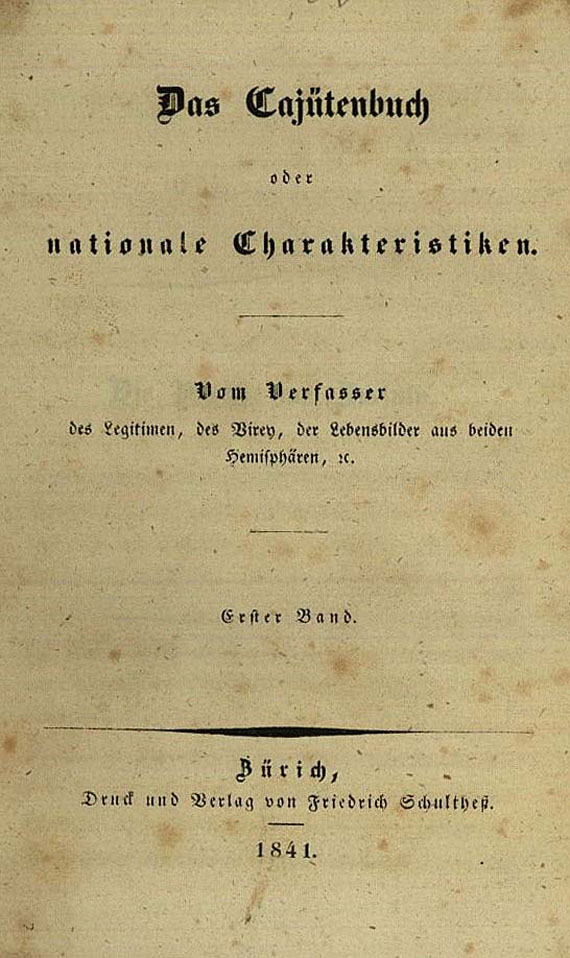 Das Cajütenbuch
oder
nationale Charakteristiken.
Vom Verfasser
des Legitimen, des Virey, der Lebensbilder aus beiden
Hemisphären, ꝛc.
Erster Band.
Zürich,
Druck und Verlag von Friedrich Schultheß.
1841.